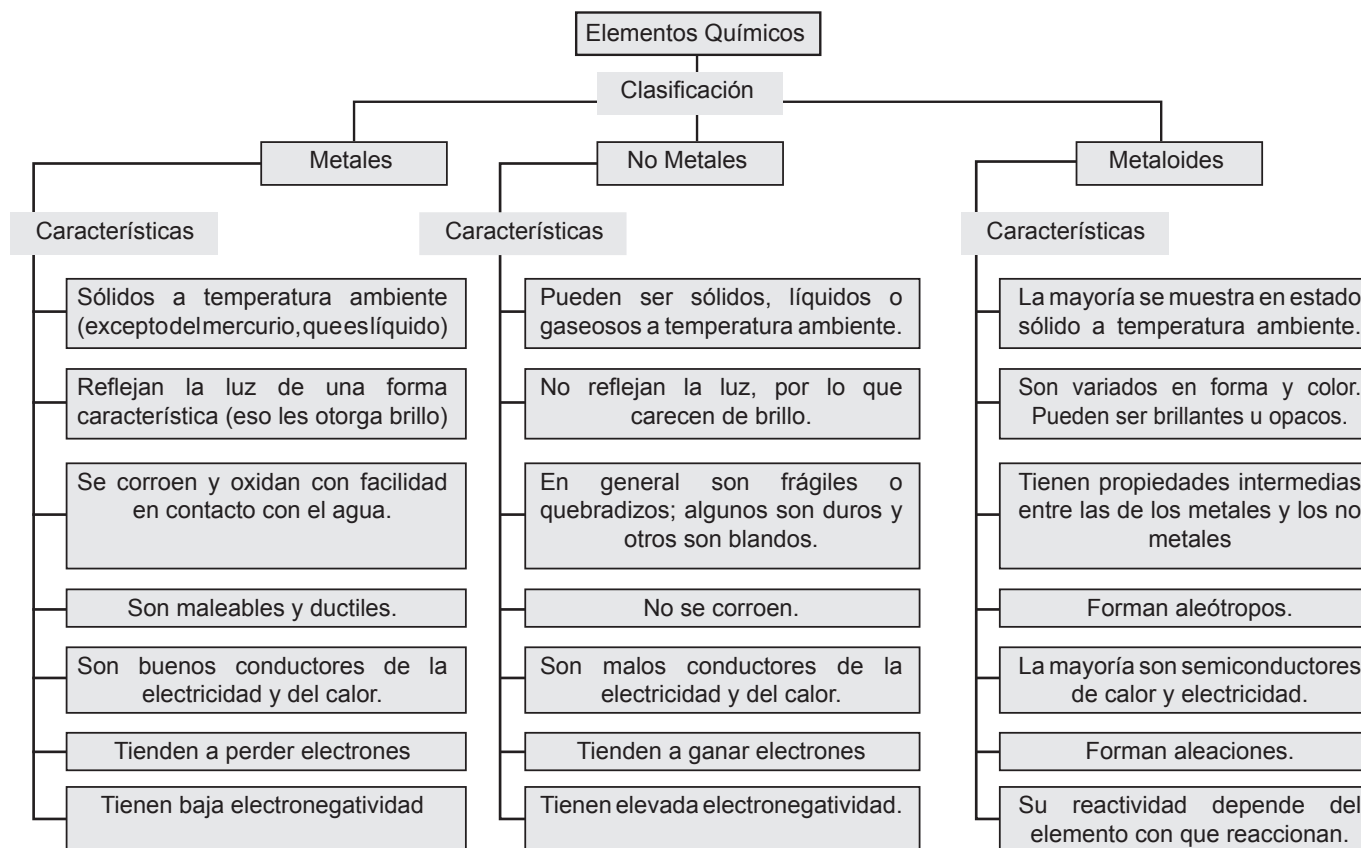 Elementos Químicos
Clasificación
Metales
No Metales
Metaloides
Características
Características
Características
Sólidos a temperatura ambiente
(excepto del mercurio, que es líquido)
Reflejan la luz de una forma
característica (eso les otorga brillo)
Se corroen y oxidan con facilidad
en contacto con el agua.
Son maleables y ductiles.
Son buenos conductores de la
electricidad y del calor.
Tienden a perder electrones
Tienen baja electronegatividad
Pueden ser sólidos, líquidos o
gaseosos a temperatura ambiente.
No reflejan la luz, por lo que
carecen de brillo.
En general son frágiles o
quebradizos; algunos son duros y
otros son blandos.
No se corroen.
Son malos conductores de la
electricidad y del calor.
Tienden a ganar electrones
Tienen elevada electronegatividad.
La mayoría se muestra en estado
sólido a temperatura ambiente.
Son variados en forma y color.
Pueden ser brillantes u opacos.
Tienen propiedades intermedias
entre las de los metales y los no
metales
Forman aleótropos.
La mayoría son semiconductores
de calor y electricidad.
Forman aleaciones.
Su reactividad depende del
elemento con que reaccionan.